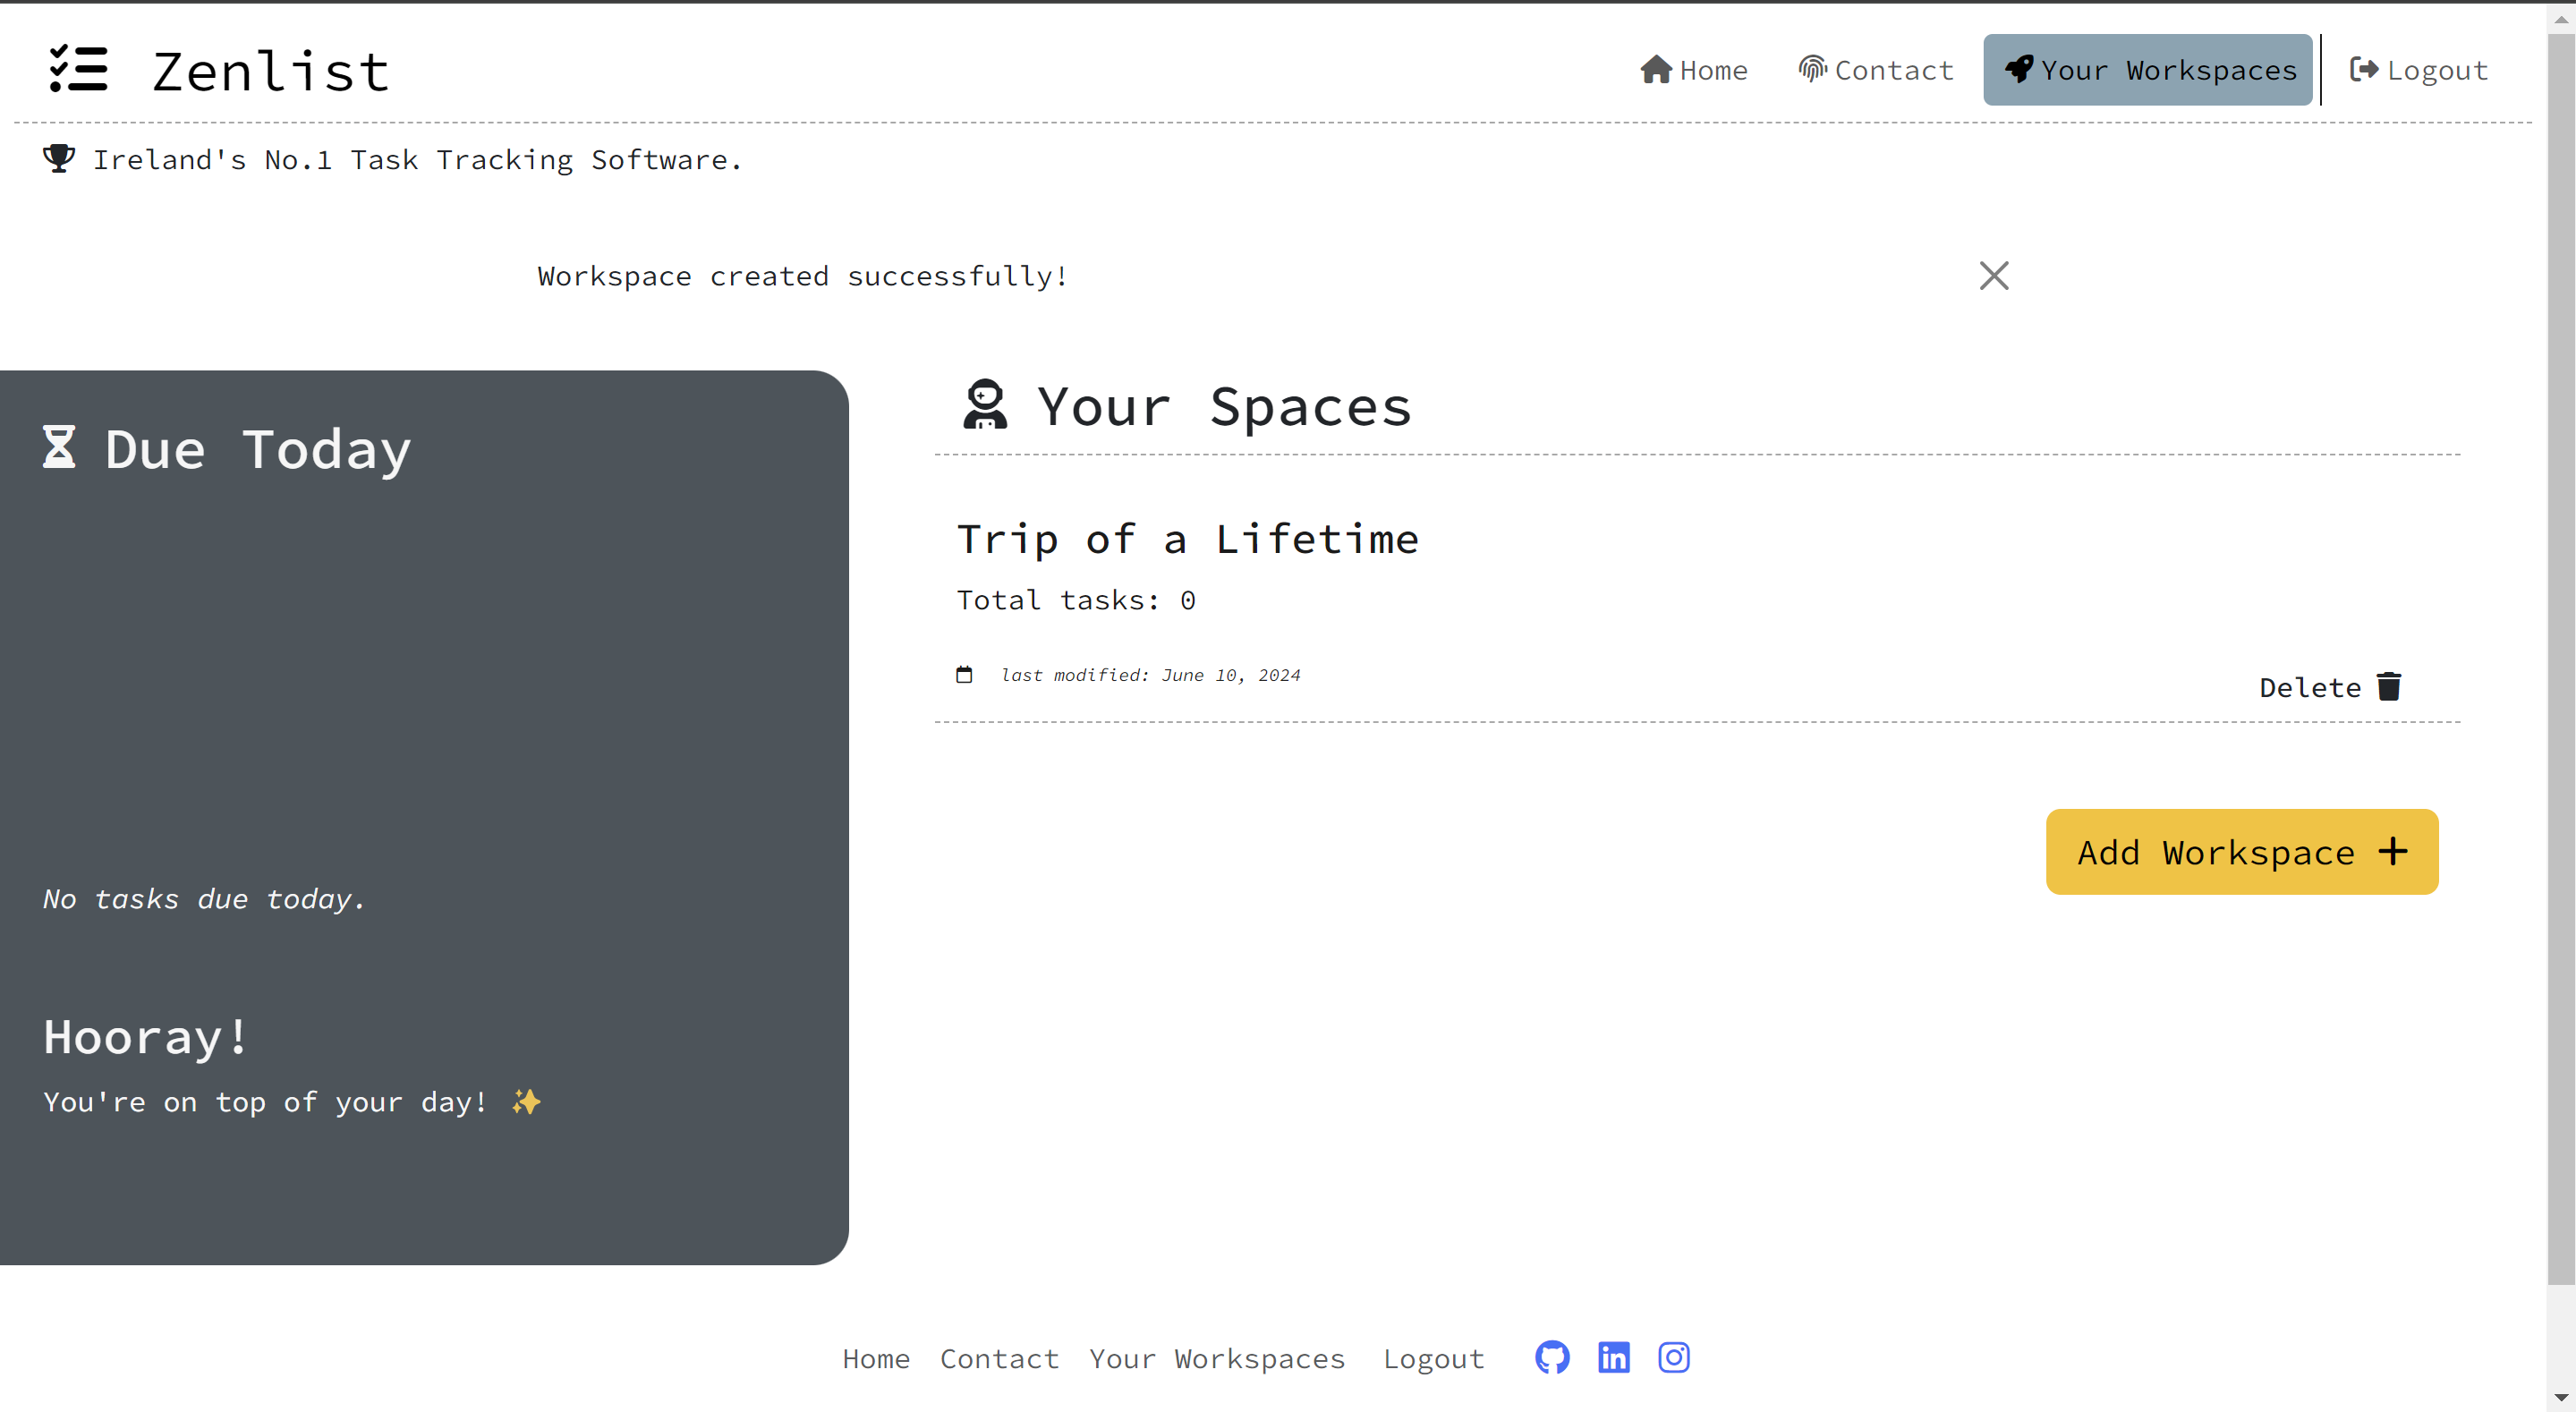 Zenlist
Home
Contact
Your Workspaces
Logout
Ireland's No.1 Task Tracking Software.
Workspace created successfully!
Due Today
No tasks due today.
Hooray!
You're on top of your day! ✨
Your Spaces
Trip of a Lifetime
Total tasks: 0
last modified: June 10, 2024
Delete
Add Workspace +
Home Contact Your Workspaces Logout